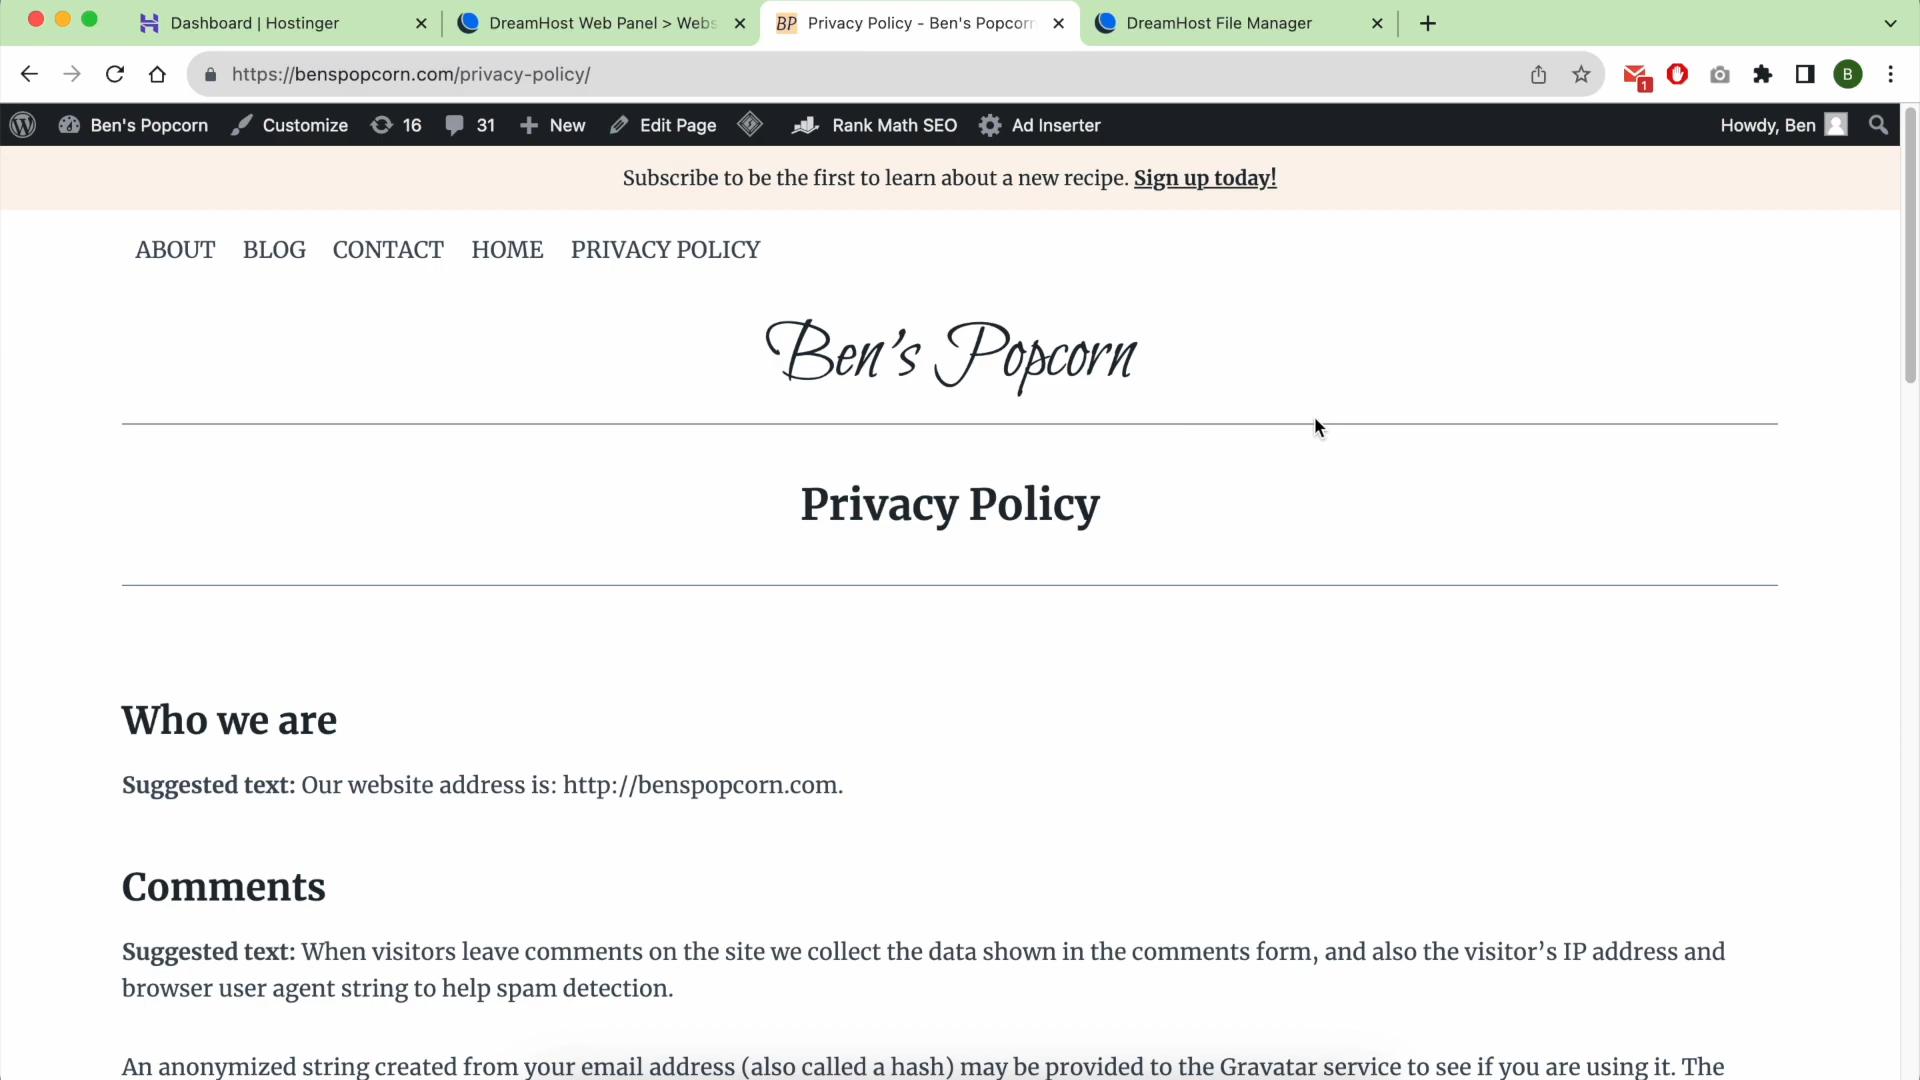 Dashboard | Hostinger
DreamHost Web Panel > Webs
BP Privacy Policy - Ben's Popcorn
DreamHost File Manager
https://benspopcorn.com/privacy-policy/
1
B
Ben's Popcorn
Customize
16
31
New
Edit Page
Rank Math SEO
Ad Inserter
Howdy, Ben
Subscribe to be the first to learn about a new recipe. Sign up today!
ABOUT BLOG CONTACT HOME PRIVACY POLICY
Ben's Popcorn
Privacy Policy
Who we are
Suggested text: Our website address is: http://benspopcorn.com.
Comments
Suggested text: When visitors leave comments on the site we collect the data shown in the comments form, and also the visitor’s IP address and
browser user agent string to help spam detection.
An anonymized string created from your email address (also called a hash) may be provided to the Gravatar service to see if you are using it. The